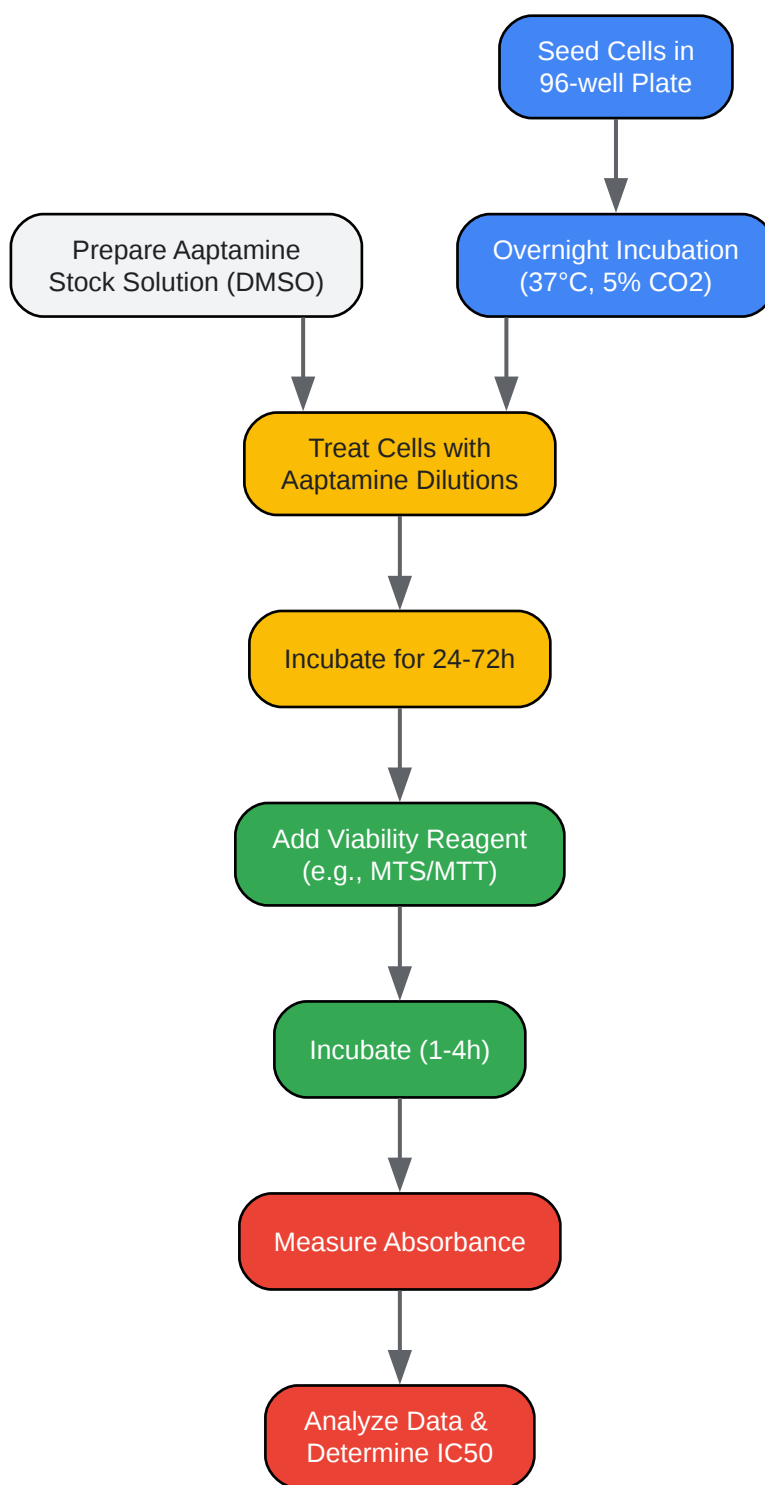 Seed Cells in
96-well Plate
Prepare Aaptamine
Stock Solution (DMSO)
Overnight Incubation
(37°C, 5% CO2)
Treat Cells with
Aaptamine Dilutions
Incubate for 24-72h
Add Viability Reagent
(e.g., MTS/MTT)
Incubate (1-4h)
Measure Absorbance
Analyze Data &
Determine IC50